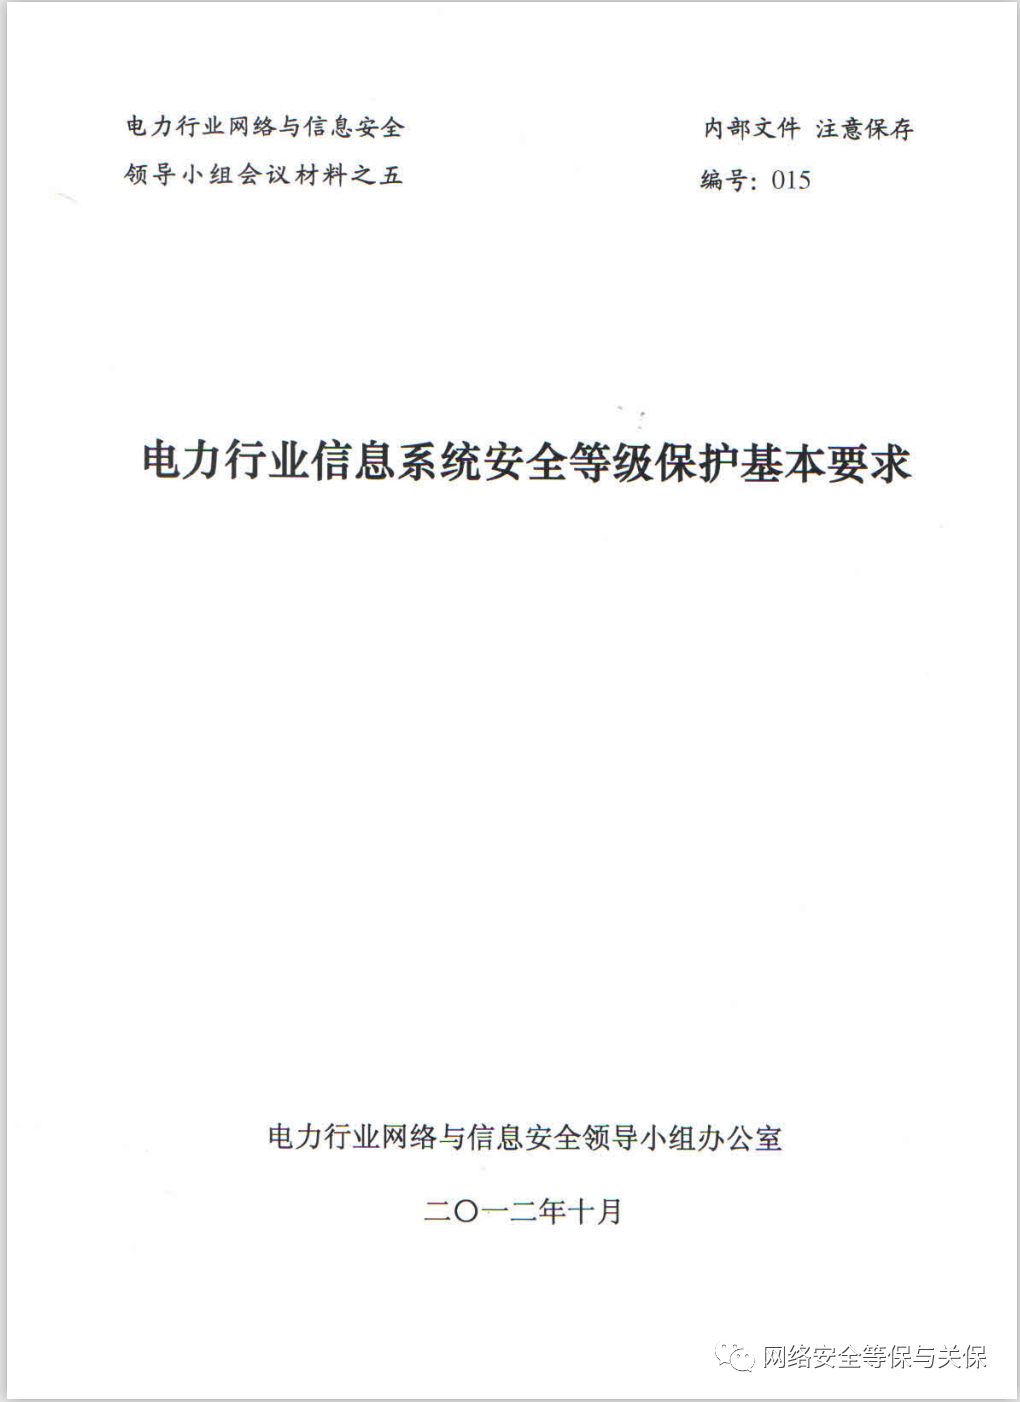 电力行业网络与信息安全
领导小组会议材料之五
内部文件 注意保存
编号：015
电力行业信息系统安全等级保护基本要求
电力行业网络与信息安全领导小组办公室
二〇一二年十月
网络安全等保与关保